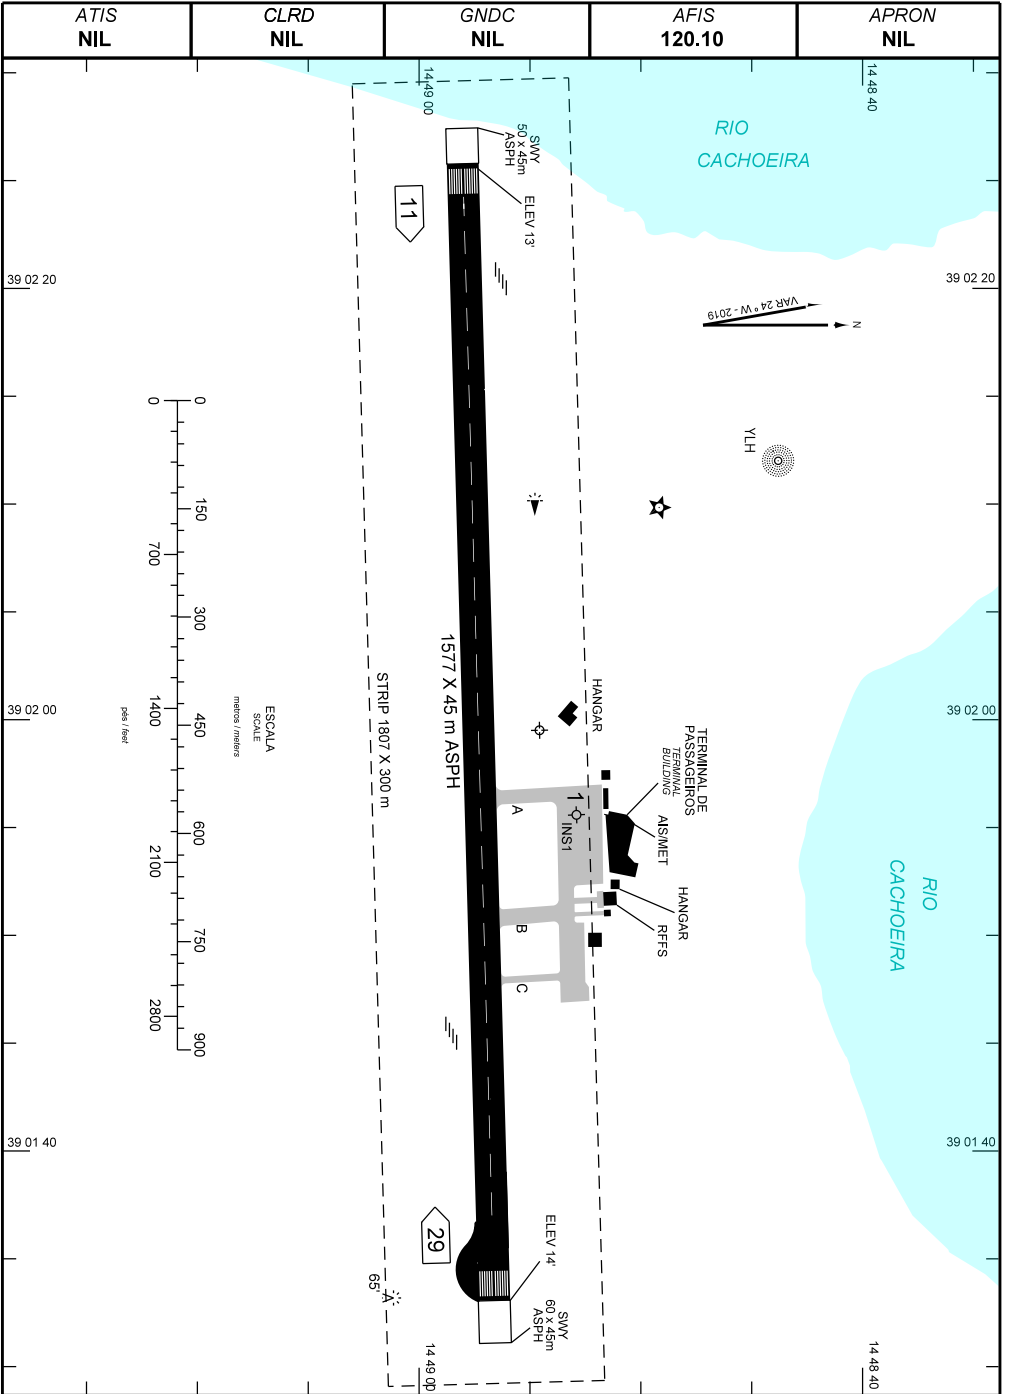 ATIS
NIL
CLRD
NIL
GNDC
NIL
AFIS
120.10
APRON
NIL
14 49 00
14 48 40
RIO
CACHOEIRA
SWY
50 x 45m
ASPH
ELEV 13'
11
39 02 20
39 02 20
VAR 24° W - 2019
N
YLH
0
0
150
700
300
1400
450
600
2100
750
2800
900
ESCALA
SCALE
metros / meters
pés / feet
STRIP 1807 X 300 m
1577 X 45 m ASPH
HANGAR
39 02 00
39 02 00
TERMINAL DE
PASSAGEIROS
TERMINAL
BUILDING
AIS/MET
1
INS1
A
HANGAR
RFFS
B
C
RIO
CACHOEIRA
39 01 40
39 01 40
29
ELEV 14'
65'
A
SWY
60 x 45m
ASPH
14 49 00
14 48 40